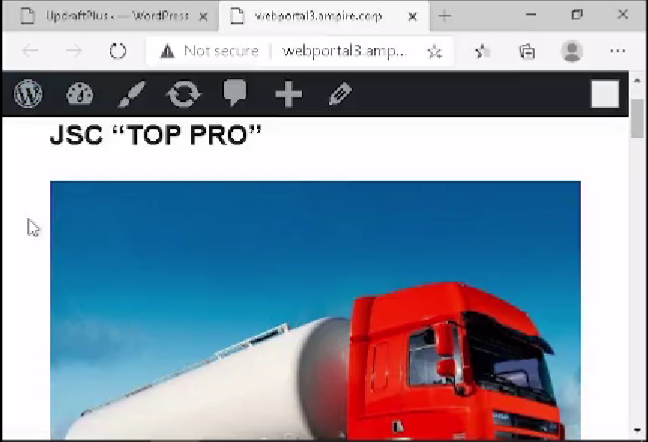 UpdraftPlus ‹ — WordPress
webportal3.ampire.corp
Not secure
webportal3.amp...
JSC “TOP PRO”